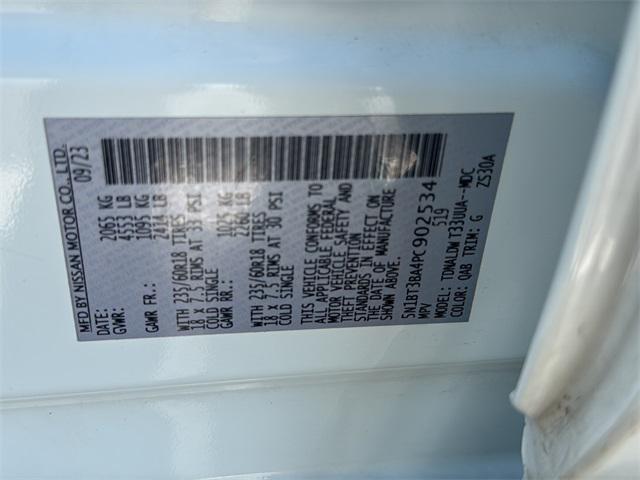 MFD BY NISSAN MOTOR CO., LTD.
DATE: 09/23
GVWR: 2065 KG
4553 LB
GAWR FR.: 1095 KG
2414 LB
WITH 235/60R18 TIRES
18 x 7.5 RIMS AT 33 PSI
COLD SINGLE
GAWR RR.: 1025 KG
2260 LB
WITH 235/60R18 TIRES
18 x 7.5 RIMS AT 30 PSI
COLD SINGLE
THIS VEHICLE CONFORMS TO
ALL APPLICABLE FEDERAL
MOTOR VEHICLE SAFETY AND
THEFT PREVENTION
STANDARDS IN EFFECT ON
THE DATE OF MANUFACTURE
SHOWN ABOVE.
5N1BT3BA4PC902534
MPV 519
MODEL: TDNALDW T33UUA-MDC
COLOR: QAB TRIM: G ZS30A